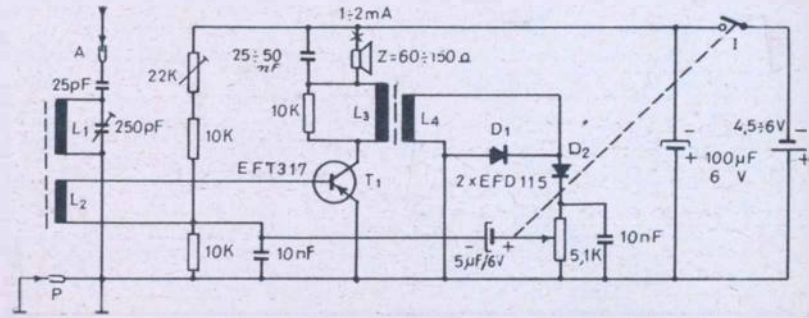 1÷2mA
A
25÷50
nF
Z=60÷150Ω
I
25pF
22K
L1
250pF
10K
10K
L3
L4
D1
D2
4,5÷6V
-
-
+
100µF
+
6 V
EFT317
T1
2xEFD115
L2
10K
10nF
-
+
5µF/6V
5,1K
10nF
P